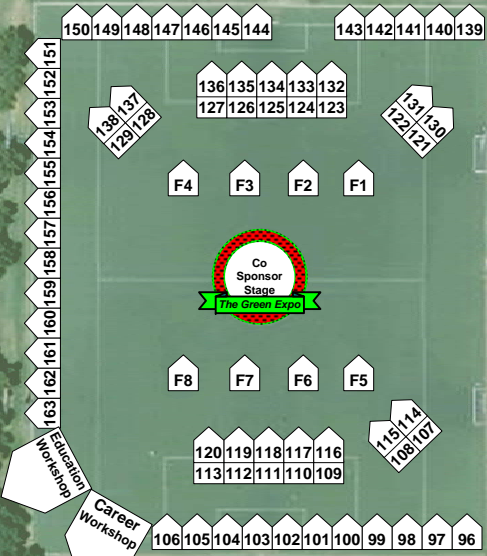 150 149 148 147 146 145 144 143 142 141 140 139
151
152
153
154
155
156
157
158
159
160
161
162
163
136 135 134 133 132
127 126 125 124 123
138 137
129 128
131 130
122 121
F4 F3 F2 F1
Co
Sponsor
Stage
The Green Expo
F8 F7 F6 F5
115 114
108 107
120 119 118 117 116
113 112 111 110 109
Education
Workshop
Career
Workshop
106 105 104 103 102 101 100 99 98 97 96